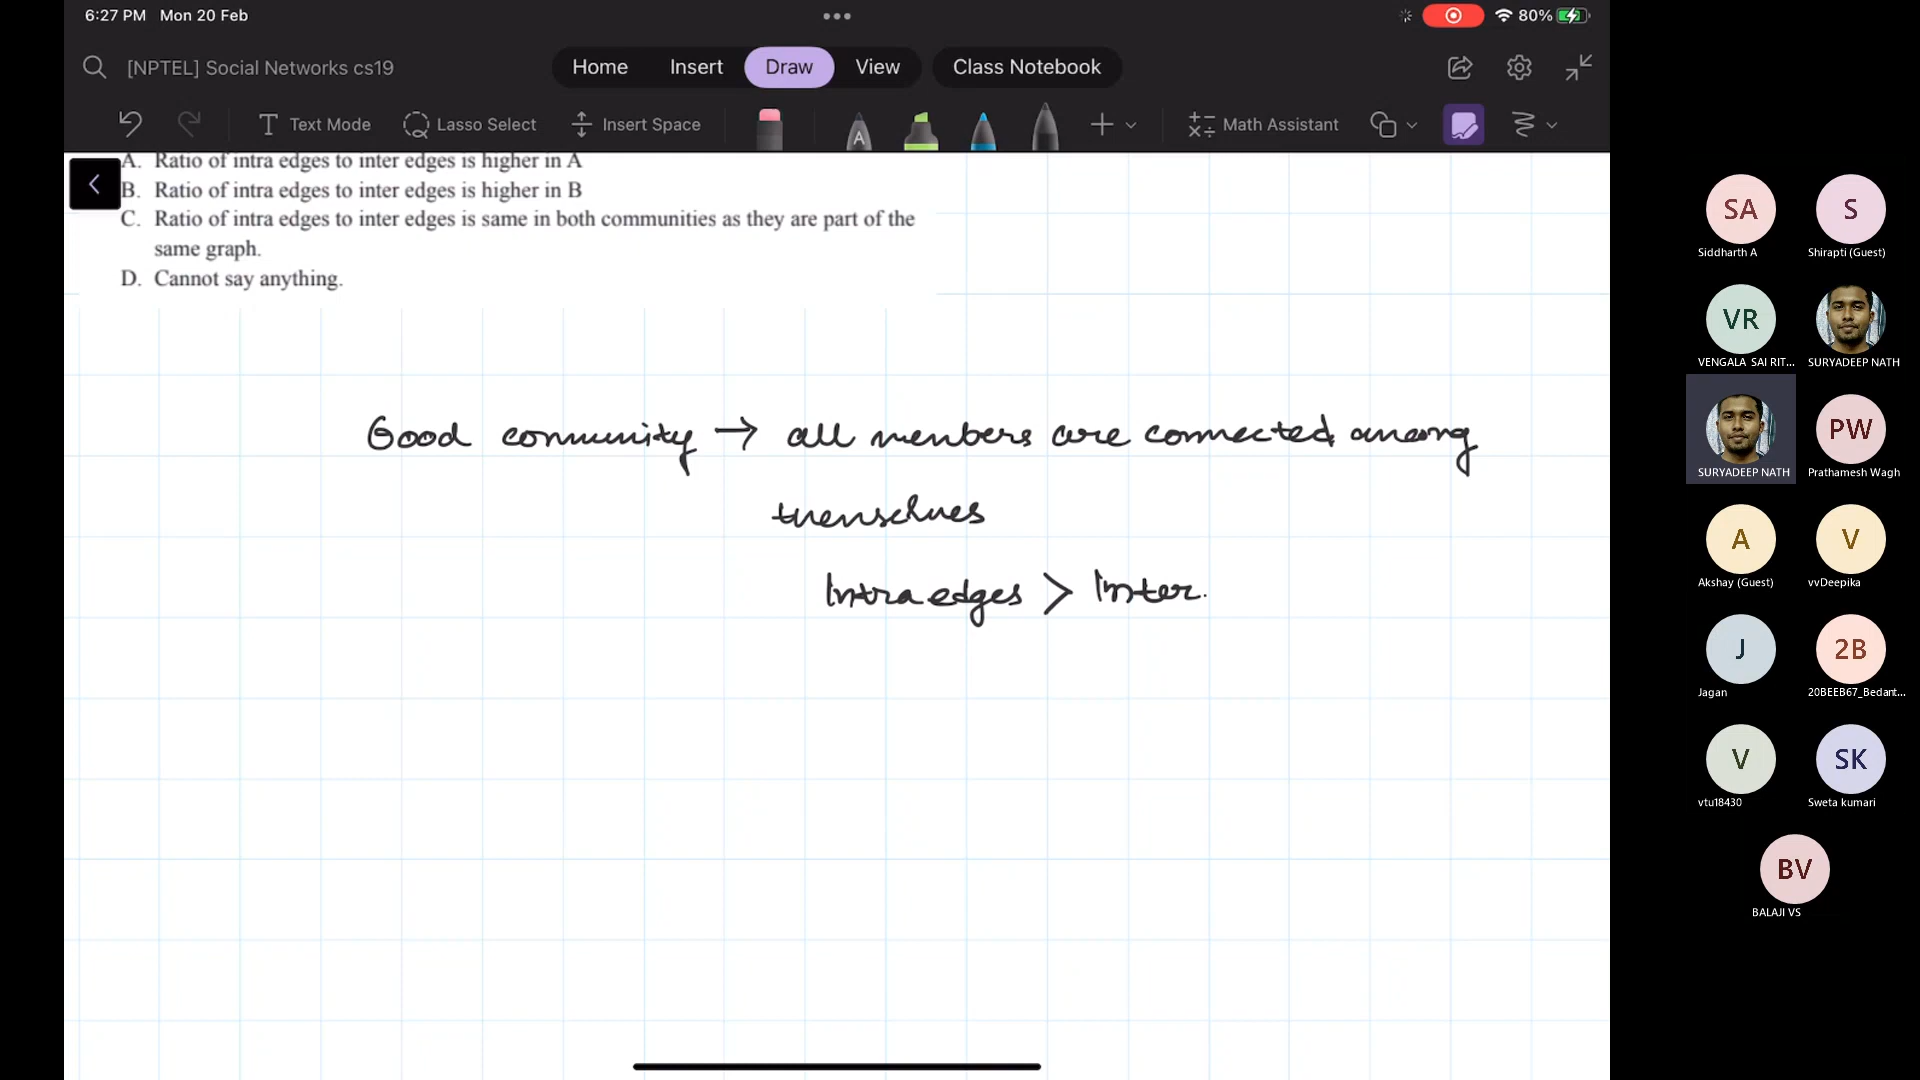 6:27 PM Mon 20 Feb
80%
[NPTEL] Social Networks cs19
Home Insert Draw View Class Notebook
Text Mode Lasso Select Insert Space A Math Assistant
A. Ratio of intra edges to inter edges is higher in A
B. Ratio of intra edges to inter edges is higher in B
C. Ratio of intra edges to inter edges is same in both communities as they are part of the
same graph.
D. Cannot say anything.
Good community → all members are connected among
themselves
Intra edges > Inter.
SA
Siddharth A
S
Shirapti (Guest)
VR
VENGALA SAI RIT...
SURYADEEP NATH
SURYADEEP NATH
PW
Prathamesh Wagh
A
Akshay (Guest)
V
vvDeepika
J
Jagan
2B
20BEEB67_Bedant...
V
vtu18430
SK
Sweta kumari
BV
BALAJI VS